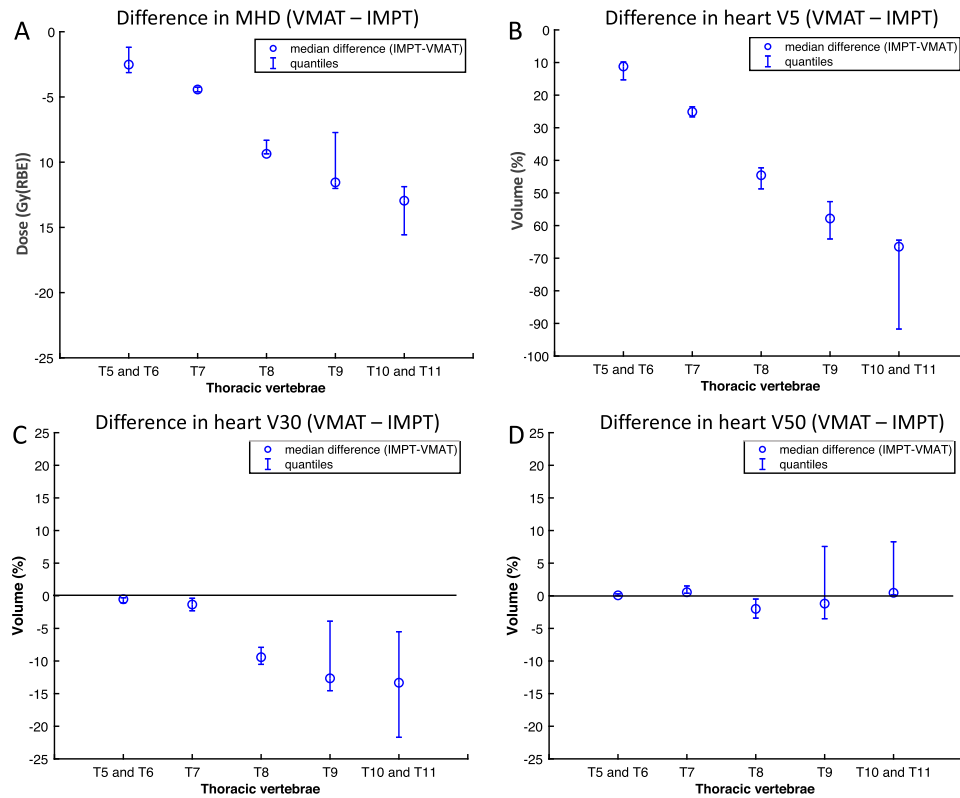 A
Difference in MHD (VMAT – IMPT)
median difference (IMPT-VMAT)
quantiles
0
-5
10
15
-20
-25
Dose (Gy(RBE))
T5 and T6
T7
T8
T9
T10 and T11
Thoracic vertebrae
B
Difference in heart V5 (VMAT – IMPT)
median difference (IMPT-VMAT)
quantiles
0
10
20
30
40
50
60
-70
-80
-90
-100
Volume (%)
T5 and T6
T7
T8
T9
T10 and T11
Thoracic vertebrae
C
Difference in heart V30 (VMAT – IMPT)
median difference (IMPT-VMAT)
quantiles
25
20
15
10
5
0
-5
-10
-15
-20
-25
Volume (%)
T5 and T6
T7
T8
T9
T10 and T11
Thoracic vertebrae
D
Difference in heart V50 (VMAT – IMPT)
median difference (IMPT-VMAT)
quantiles
25
20
15
10
5
0
-5
-10
-15
-20
-25
Volume (%)
T5 and T6
T7
T8
T9
T10 and T11
Thoracic vertebrae